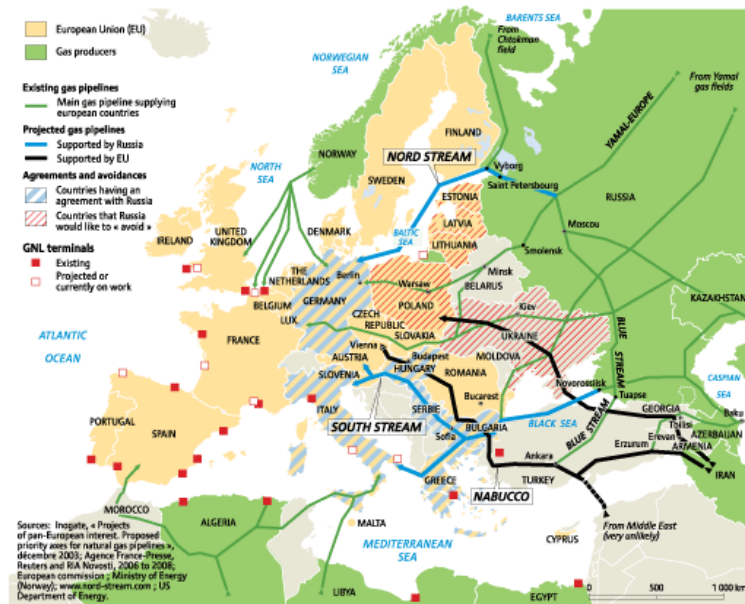 European Union (EU)
Gas producers
Existing gas pipelines
Main gas pipeline supplying
european countries
Projected gas pipelines
Supported by Russia
Supported by EU
Agreements and avoidances
Countries having an
agreement with Russia
Countries that Russia
would like to « avoid »
GNL terminals
Existing
Projected or
currently on work
BARENTS SEA
From
Chtokman
field
NORWEGIAN
SEA
From Yamal
gas fields
YAMAL-EUROPE
FINLAND
NORWAY
NORD STREAM
Vyborg
Saint Petersbourg
NORTH
SEA
SWEDEN
ESTONIA
RUSSIA
LATVIA
Moscou
IRELAND
UNITED
KINGDOM
DENMARK
BALTIC
SEA
LITHUANIA
Smolensk
THE
NETHERLANDS
Berlin
Minsk
BELARUS
Warsaw
POLAND
BELGIUM
GERMANY
LUX
CZECH
REPUBLIC
Kiev
KAZAKHSTAN
ATLANTIC
OCEAN
FRANCE
SLOVAKIA
UKRAINE
Vienna
AUSTRIA
Budapest
HUNGARY
MOLDOVA
BLUE STREAM
SLOVENIA
ROMANIA
Novorossiisk
CASPIAN
SEA
Tuapse
ITALY
SERBIE
Bucarest
PORTUGAL
SPAIN
SOUTH STREAM
Sofia
BULGARIA
BLACK SEA
BLUE STREAM
GEORGIA
Tbilisi
Baku
AZERBAIJAN
Erevan
ARMENIA
Ankara
Erzurum
IRAN
GREECE
TURKEY
NABUCCO
MOROCCO
ALGERIA
MALTA
CYPRUS
From Middle East
(very unlikely)
MEDITERRANEAN
SEA
LIBYA
EGYPT
Sources: Inogate, « Projects
of pan-European interest. Proposed
priority axes for natural gas pipelines »,
décembre 2003; Agence France-Presse,
Reuters and RIA Novosti, 2006 to 2008;
European commission ; Ministry of Energy
(Norway); www.nord-stream.com ; US
Department of Energy.
0 500 1 000 km